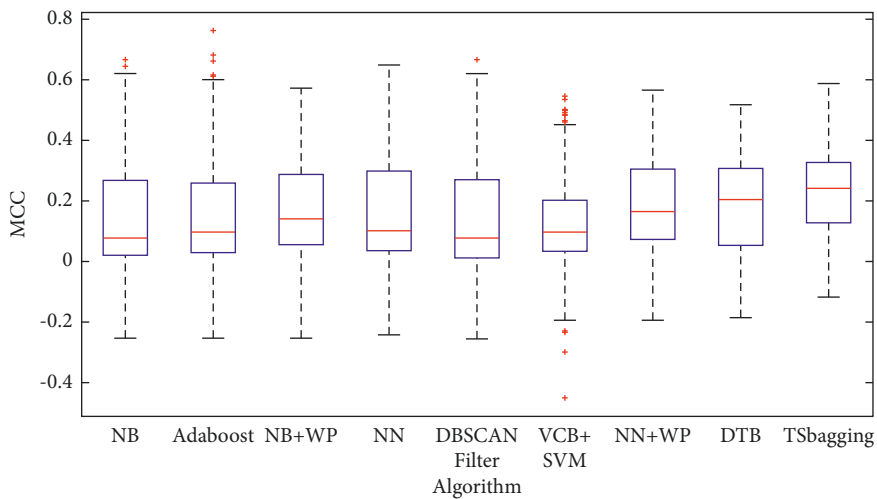 0.8
0.6
0.4
0.2
0
-0.2
-0.4
MCC
NB Adaboost NB+WP NN DBSCAN Filter VCB+ SVM NN+WP DTB TSbagging
Algorithm